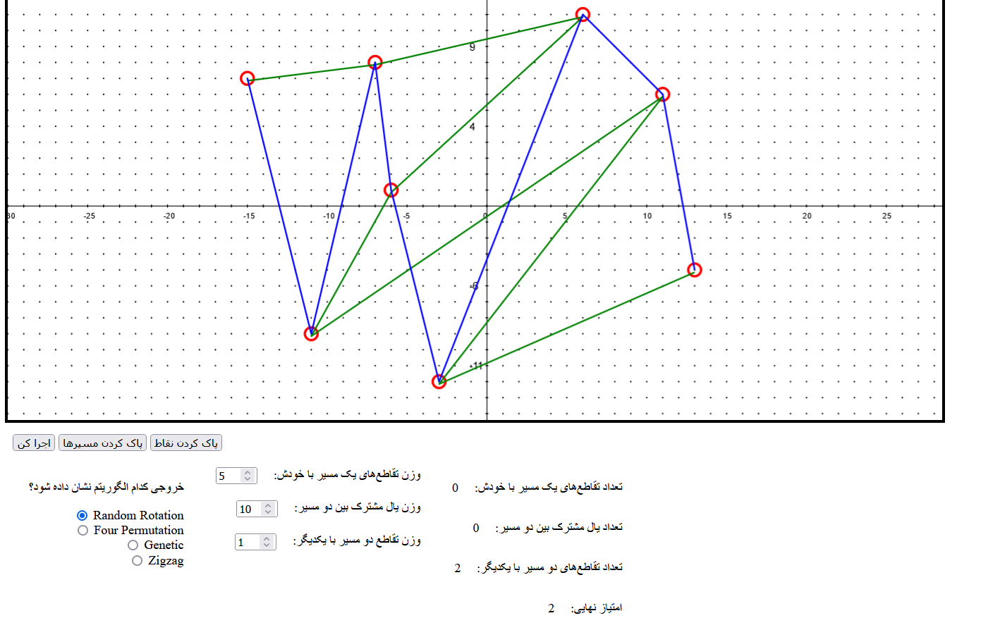 9
4
30 -25 -20 -15 -10 -5 0 5 10 15 20 25
-6
-11
اجرا کن پاک کردن مسیرها پاک کردن نقاط
خروجی کدام الگوریتم نشان داده شود؟
Random Rotation
Four Permutation
Genetic
Zigzag
وزن تقاطع‌های یک مسیر با خودش: 5
وزن یال مشترک بین دو مسیر: 10
وزن تقاطع دو مسیر با یکدیگر: 1
تعداد تقاطع‌های یک مسیر با خودش: 0
تعداد یال مشترک بین دو مسیر: 0
تعداد تقاطع‌های دو مسیر با یکدیگر: 2
امتیاز نهایی: 2